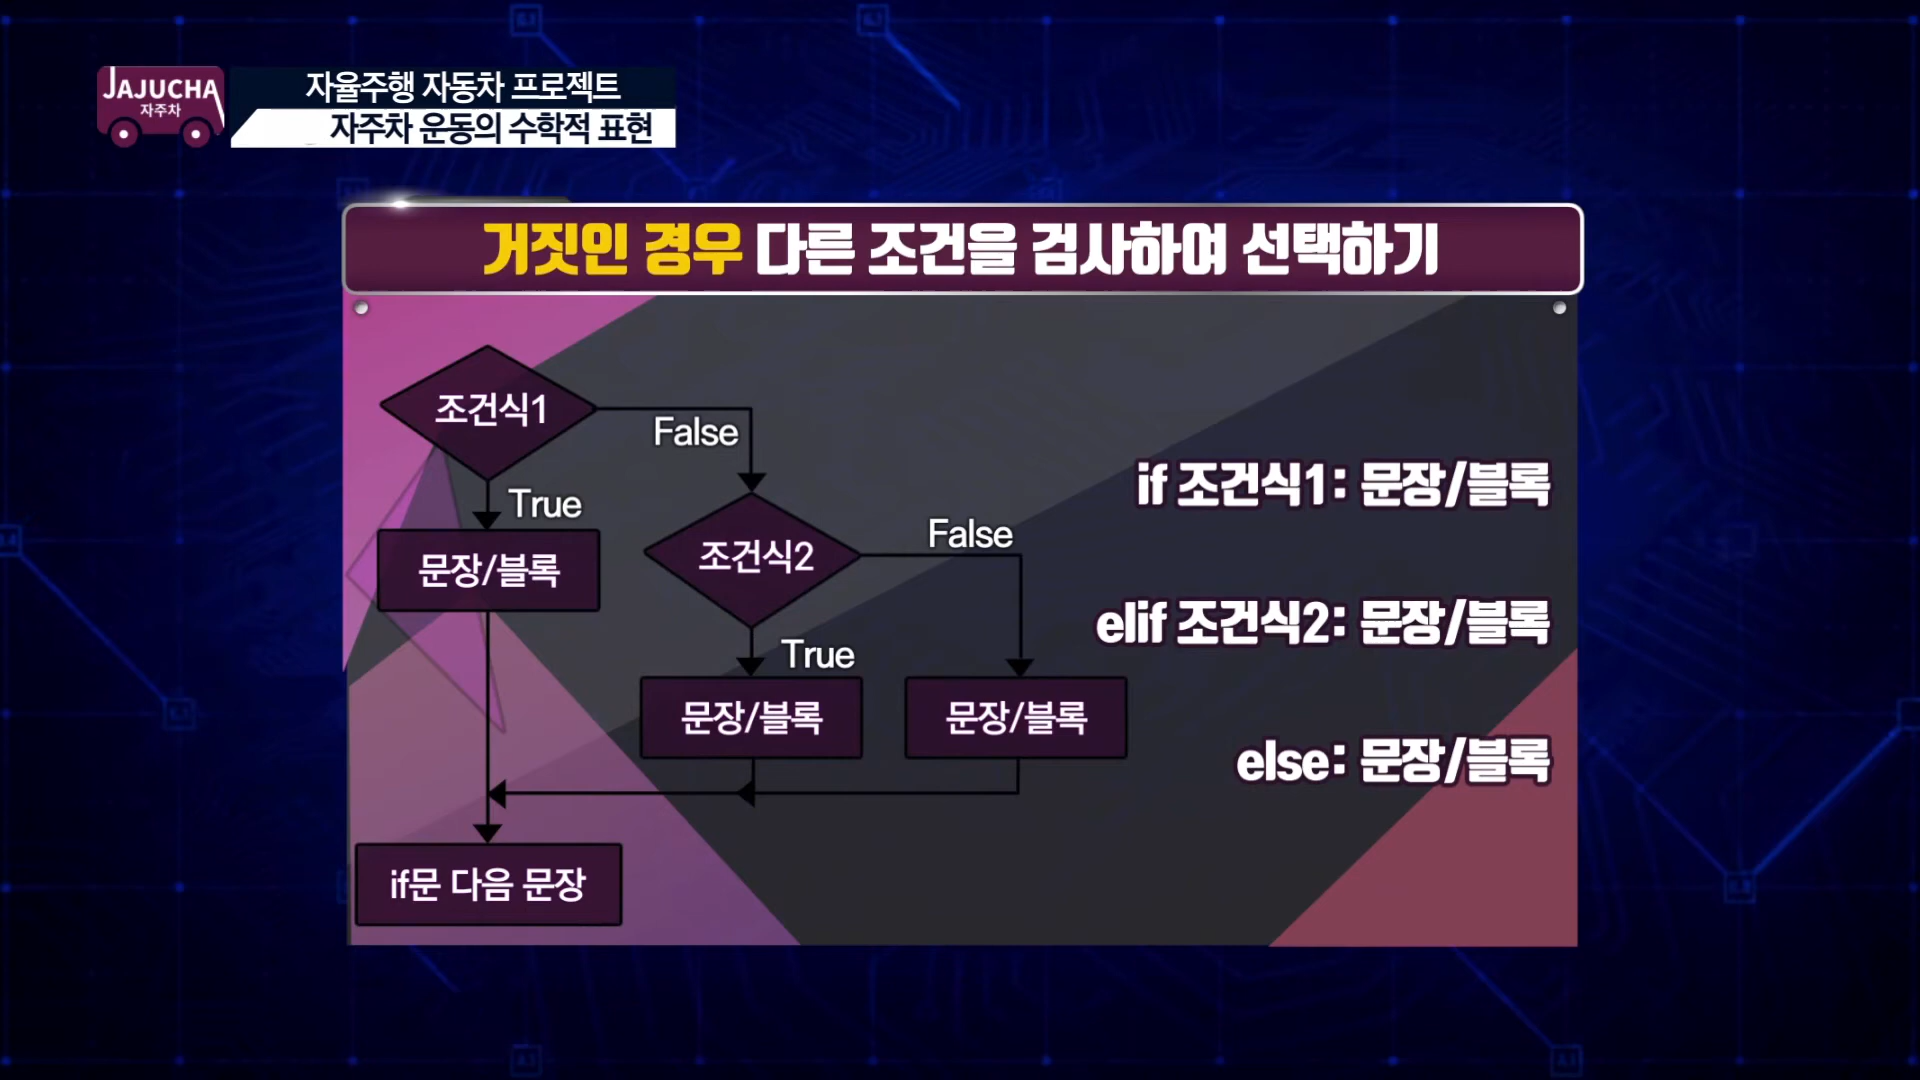 JAJUCHA
자주차
자율주행 자동차 프로젝트
자주차 운동의 수학적 표현
거짓인 경우 다른 조건을 검사하여 선택하기
조건식1
False
True
문장/블록
조건식2
False
True
문장/블록
문장/블록
if문 다음 문장
if 조건식1: 문장/블록
elif 조건식2: 문장/블록
else: 문장/블록